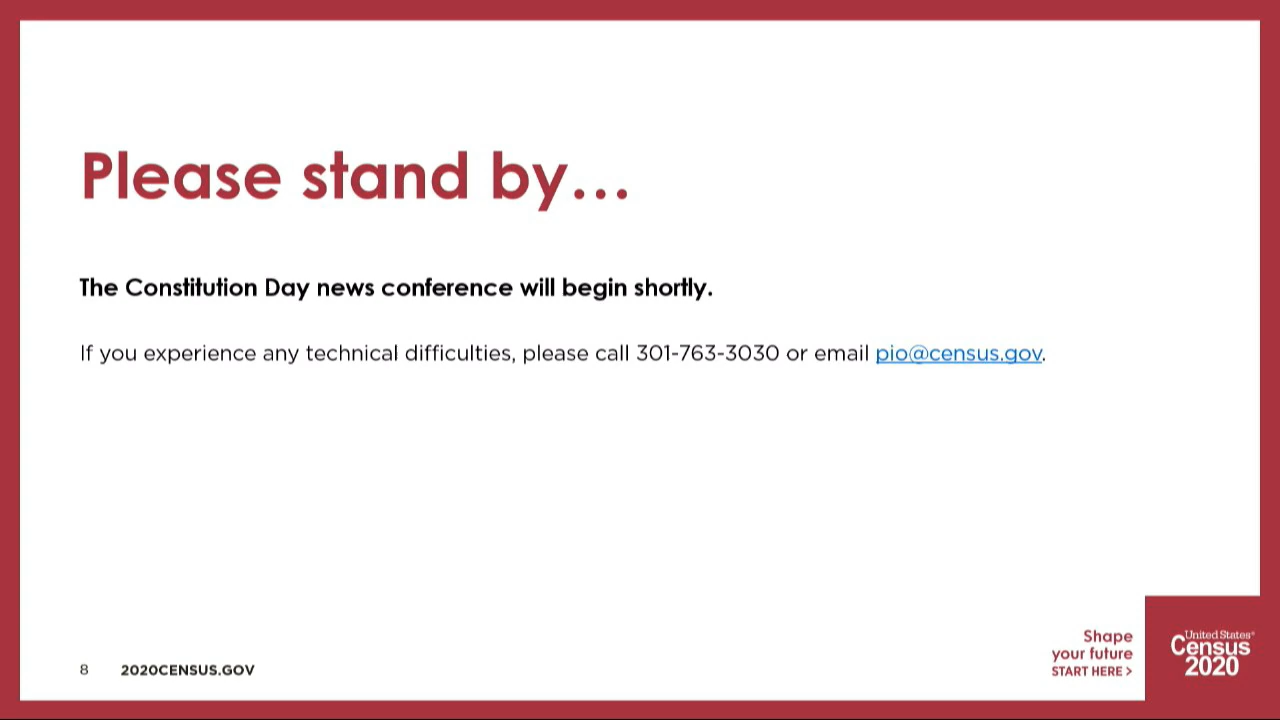 Please stand by...
The Constitution Day news conference will begin shortly.
If you experience any technical difficulties, please call 301-763-3030 or email pio@census.gov.
Shape
your future
START HERE >
United States®
Census
2020
8 2020CENSUS.GOV